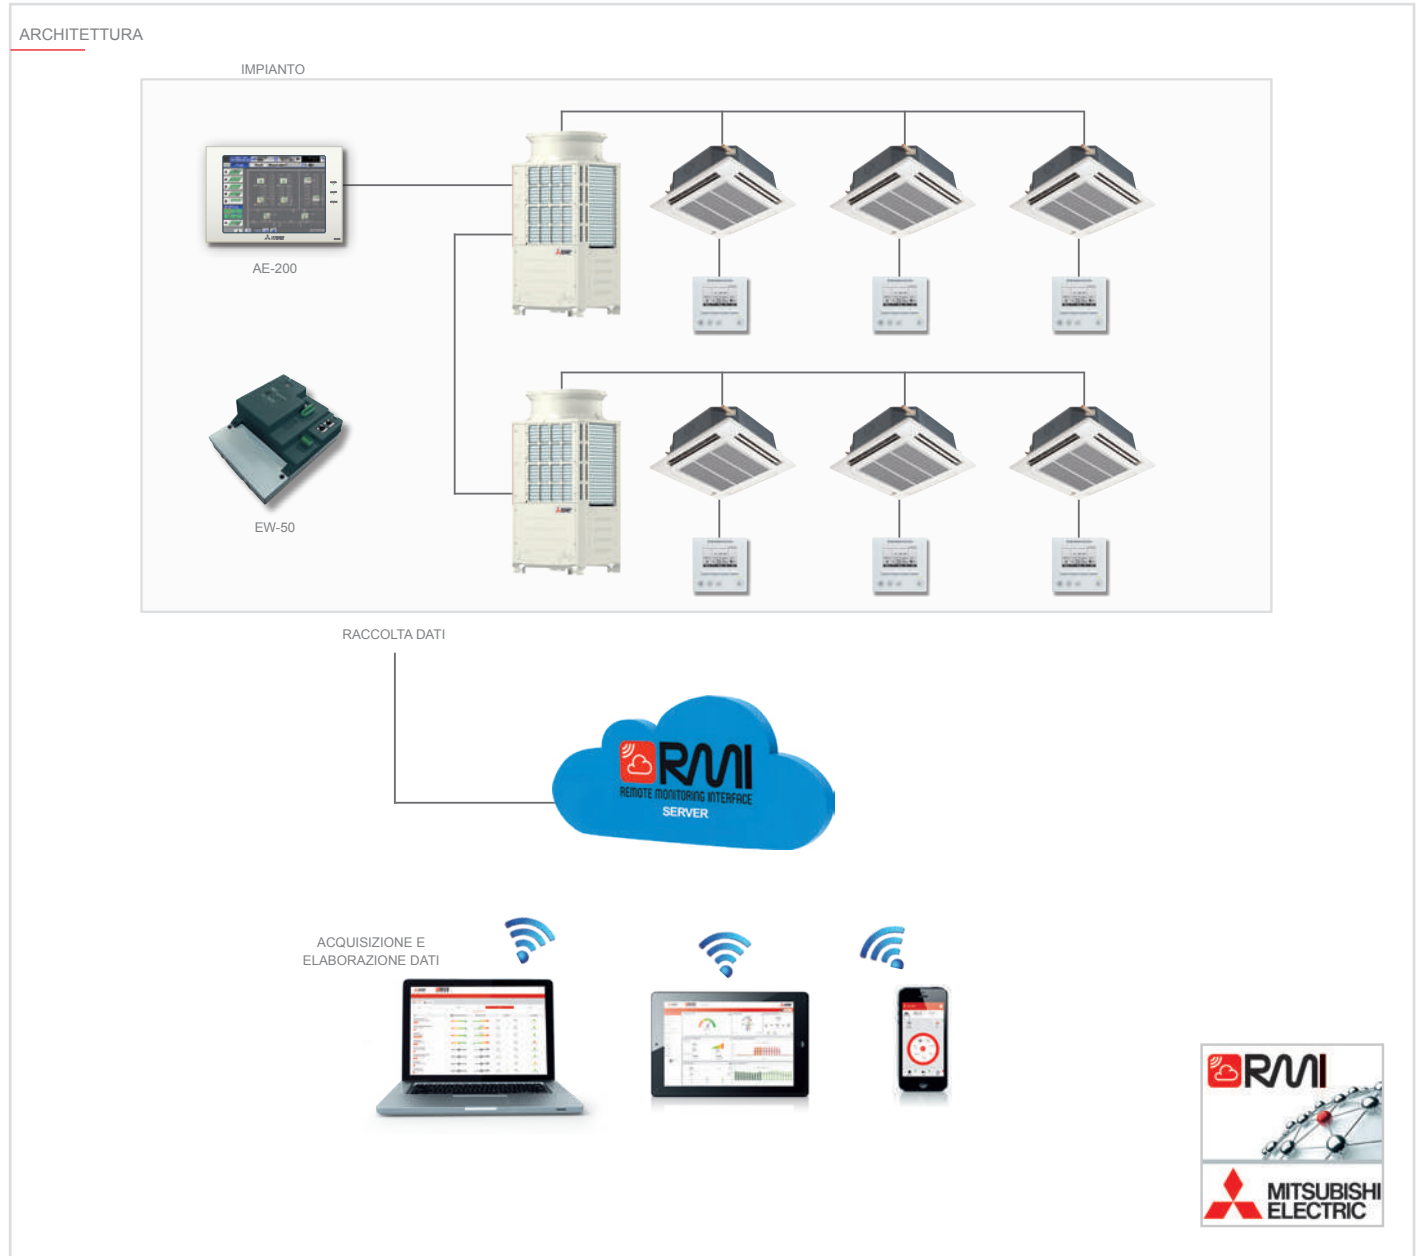 ARCHITETTURA
IMPIANTO
AE-200
EW-50
RACCOLTA DATI
RMI
REMOTE MONITORING INTERFACE
SERVER
ACQUISIZIONE E
ELABORAZIONE DATI
RMI
MITSUBISHI
ELECTRIC